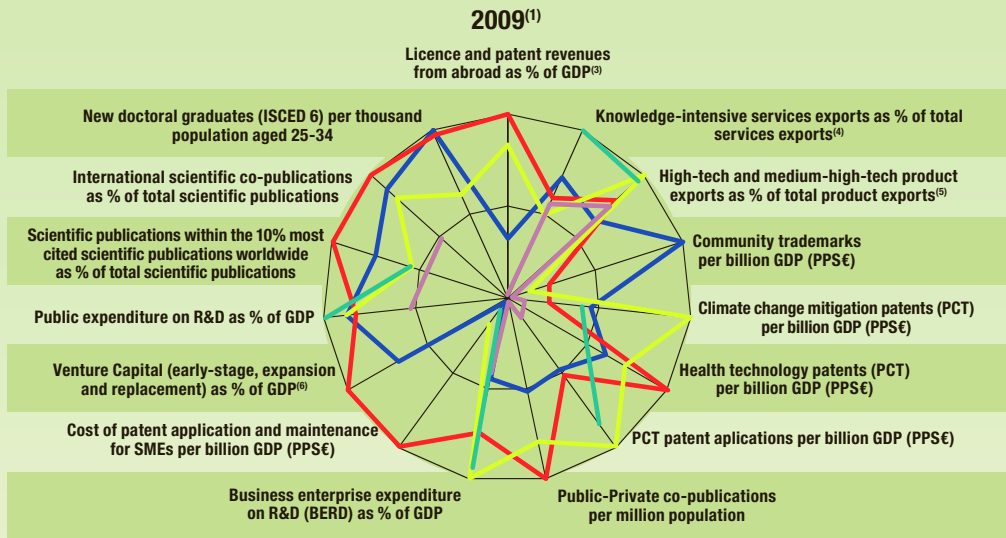 2009(1)
Licence and patent revenues
from abroad as % of GDP(3)
New doctoral graduates (ISCED 6) per thousand
population aged 25-34
Knowledge-intensive services exports as % of total
services exports(4)
International scientific co-publications
as % of total scientific publications
High-tech and medium-high-tech product
exports as % of total product exports(5)
Scientific publications within the 10% most
cited scientific publications worldwide
as % of total scientific publications
Community trademarks
per billion GDP (PPS€)
Public expenditure on R&D as % of GDP
Climate change mitigation patents (PCT)
per billion GDP (PPS€)
Venture Capital (early-stage, expansion
and replacement) as % of GDP(6)
Health technology patents (PCT)
per billion GDP (PPS€)
Cost of patent application and maintenance
for SMEs per billion GDP (PPS€)
PCT patent aplications per billion GDP (PPS€)
Business enterprise expenditure
on R&D (BERD) as % of GDP
Public-Private co-publications
per million population